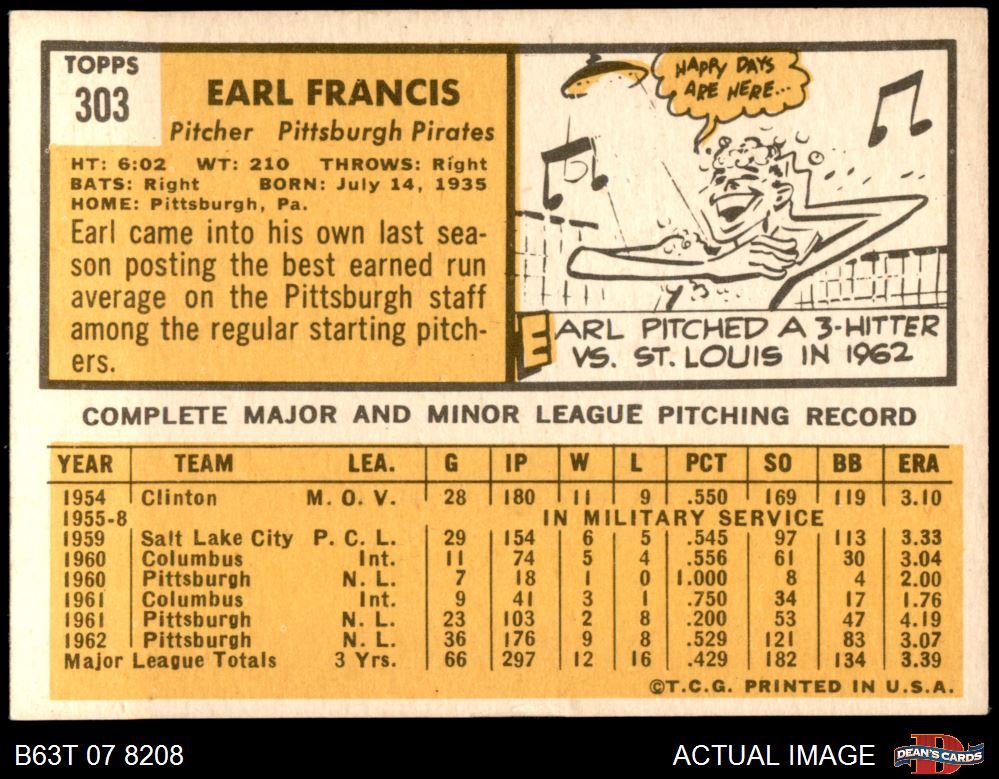 TOPPS
303
EARL FRANCIS
Pitcher Pittsburgh Pirates
HT: 6:02 WT: 210 THROWS: Right
BATS: Right BORN: July 14, 1935
HOME: Pittsburgh, Pa.
Earl came into his own last sea-
son posting the best earned run
average on the Pittsburgh staff
among the regular starting pitch-
ers.
HAPPY DAYS
ARE HERE...
EARL PITCHED A 3-HITTER
VS. ST. LOUIS IN 1962
COMPLETE MAJOR AND MINOR LEAGUE PITCHING RECORD
YEAR TEAM LEA. G IP W L PCT SO BB ERA
1954 Clinton M. O. V. 28 180 11 9 .550 169 119 3.10
1955-8 IN MILITARY SERVICE
1959 Salt Lake City P. C. L. 29 154 6 5 .545 97 113 3.33
1960 Columbus Int. 11 74 5 4 .556 61 30 3.04
1960 Pittsburgh N. L. 7 18 1 0 1.000 8 4 2.00
1961 Columbus Int. 9 41 3 1 .750 34 17 1.76
1961 Pittsburgh N. L. 23 103 2 8 .200 53 47 4.19
1962 Pittsburgh N. L. 36 176 9 8 .529 121 83 3.07
Major League Totals 3 Yrs. 66 297 12 16 .429 182 134 3.39
©T.C.G. PRINTED IN U.S.A.
B63T 07 8208
ACTUAL IMAGE
DEAN'S CARDS